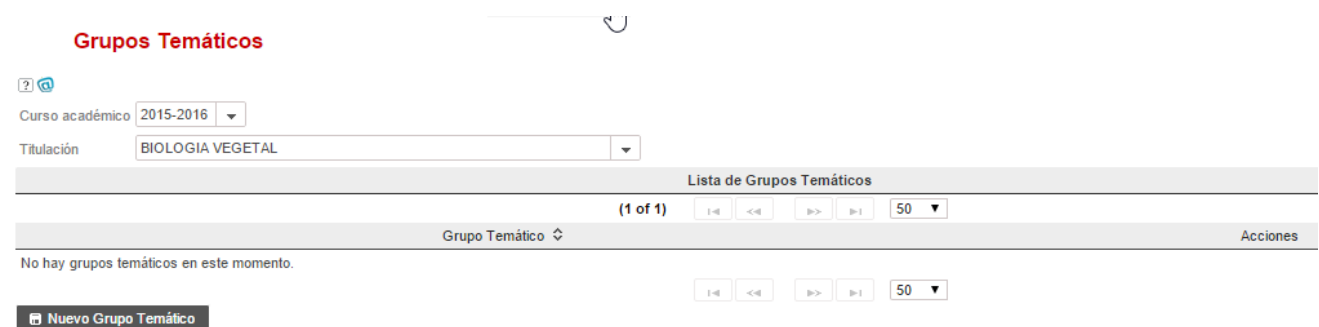 Grupos Temáticos
?
Curso académico 2015-2016
Titulación BIOLOGIA VEGETAL
Lista de Grupos Temáticos
(1 of 1) 50
Grupo Temático Acciones
No hay grupos temáticos en este momento.
50
Nuevo Grupo Temático